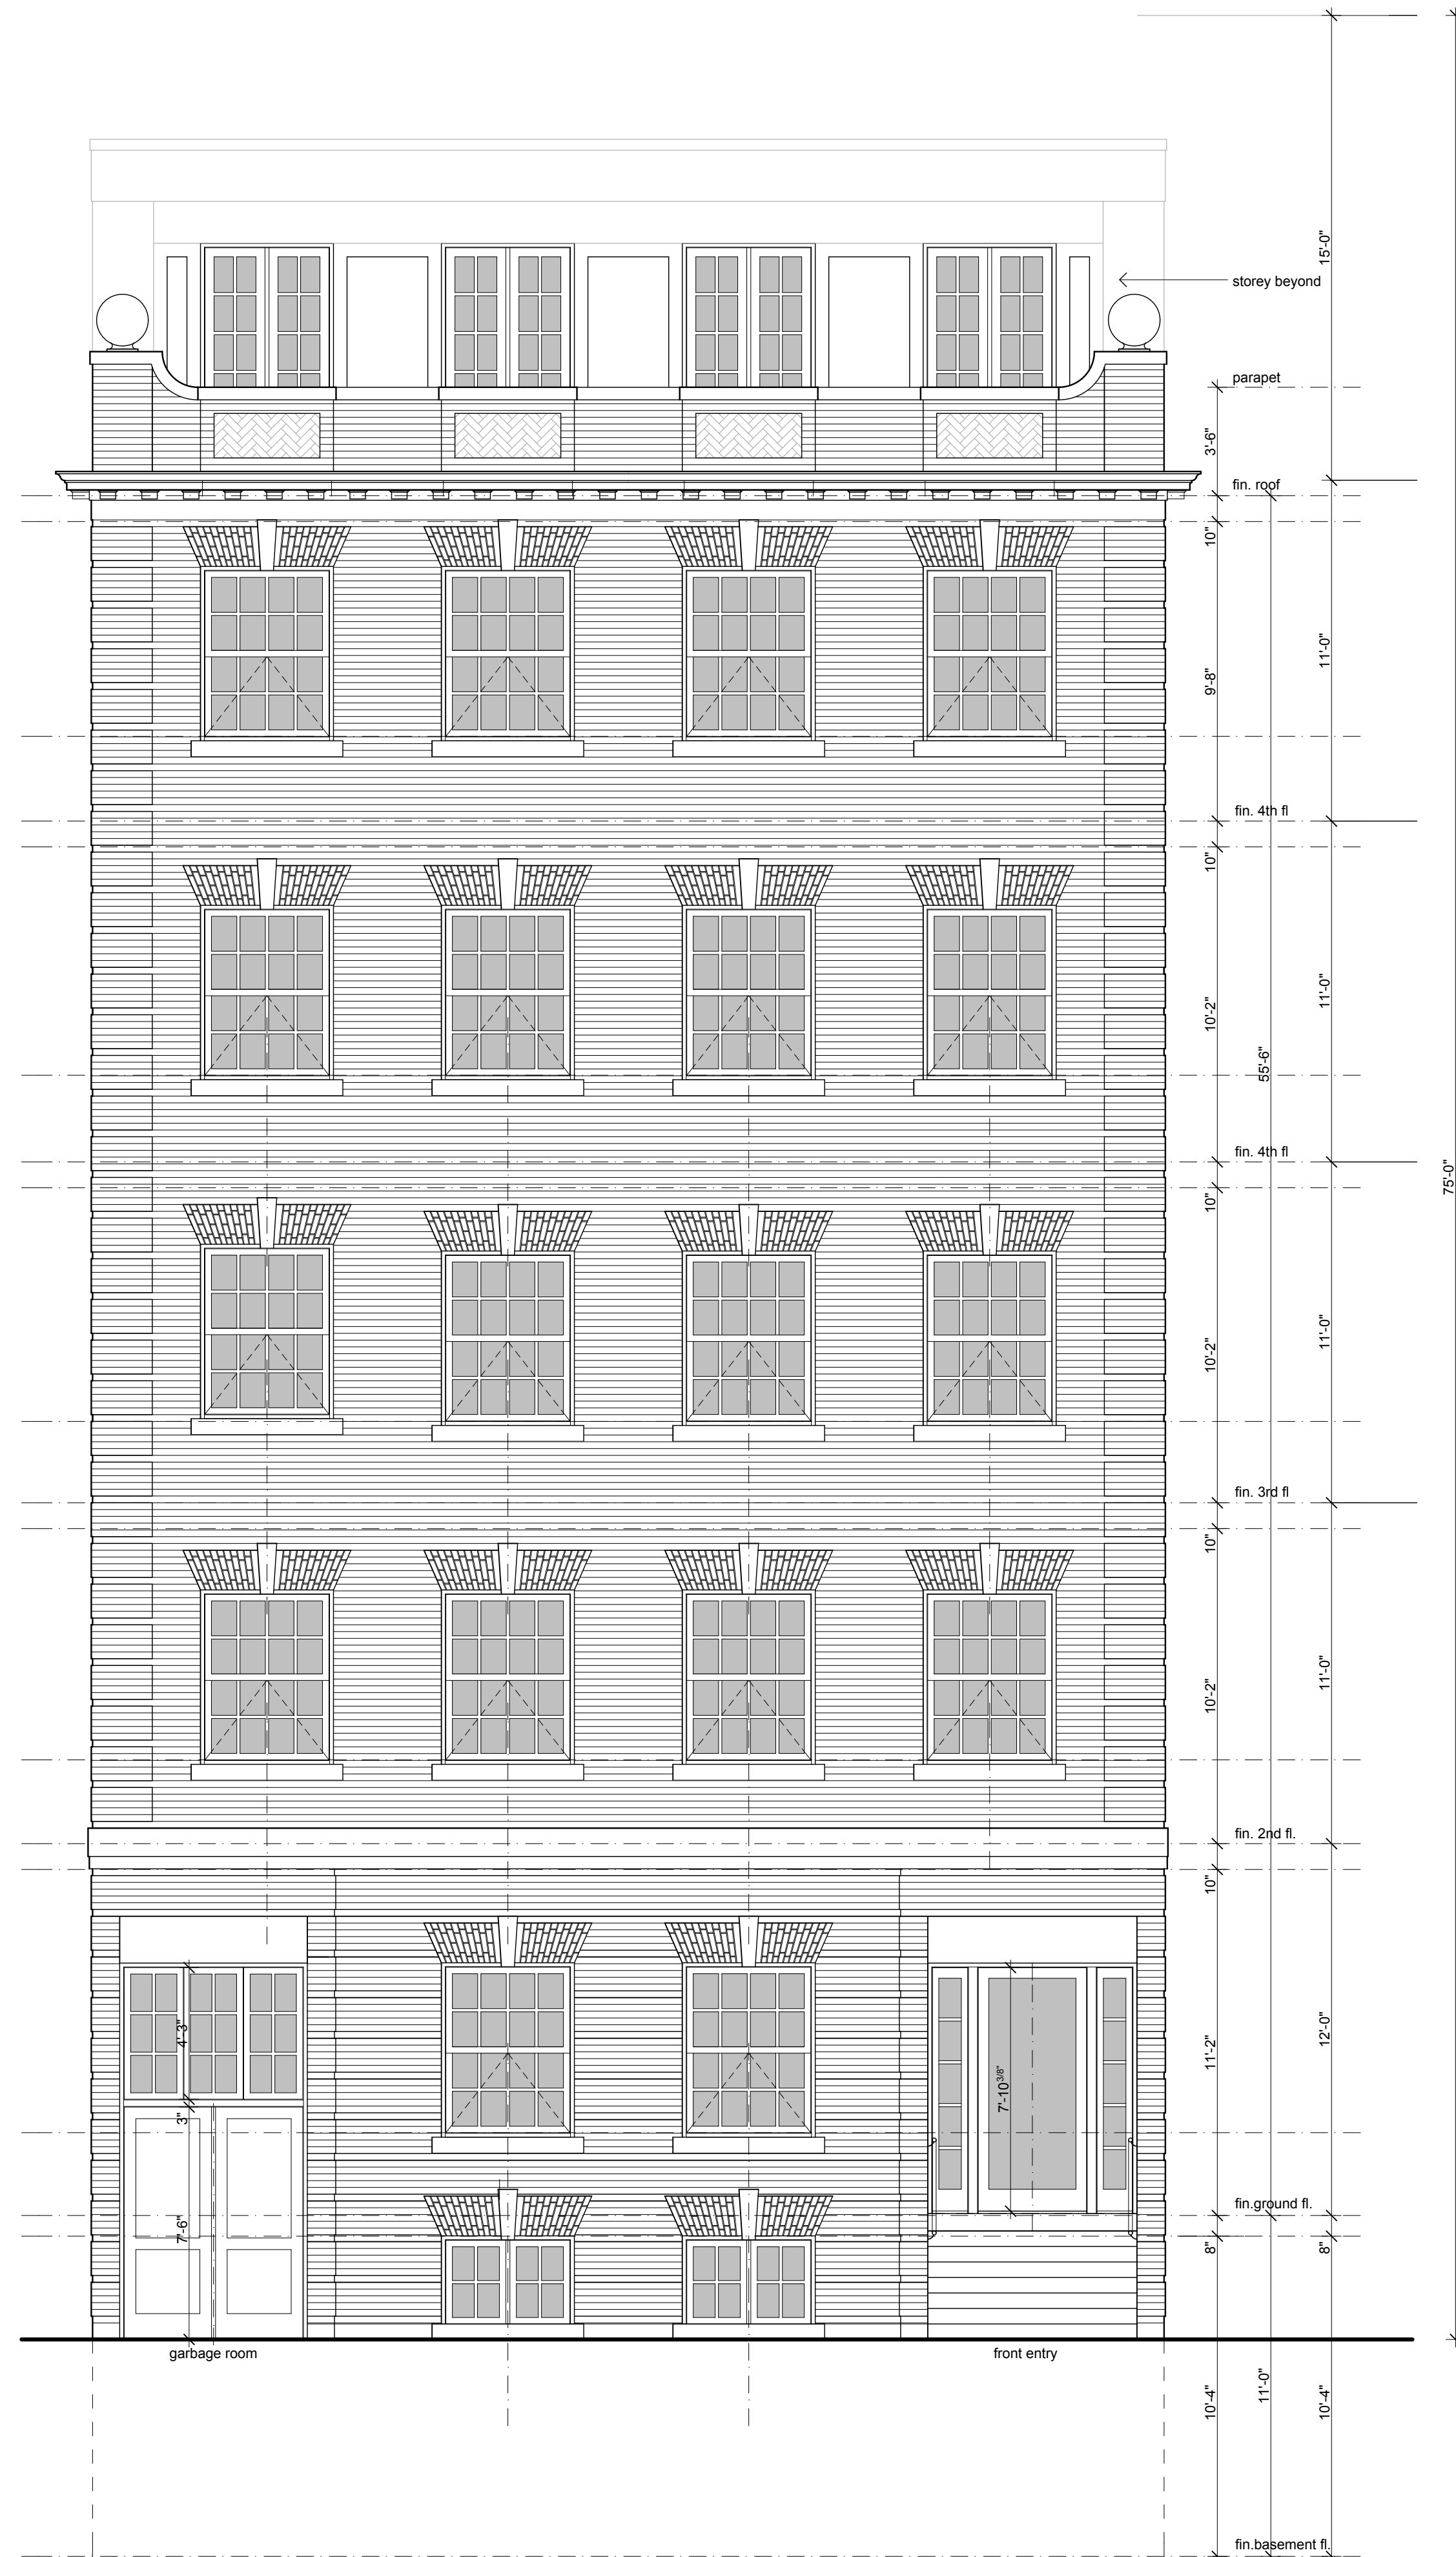 15'-0"
storey beyond
parapet
3'-6"
fin. roof
10"
11'-0"
9'-8"
fin. 4th fl
10"
11'-0"
10'-2"
55'-6"
fin. 4th fl
75'-0"
10"
11'-0"
10'-2"
fin. 3rd fl
10"
11'-0"
10'-2"
fin. 2nd fl.
10"
12'-0"
11'-2"
4'-3"
7'-10 3/8"
3"
fin.ground fl.
7'-6"
8"
8"
garbage room
front entry
10'-4"
11'-0"
10'-4"
fin.basement fl.